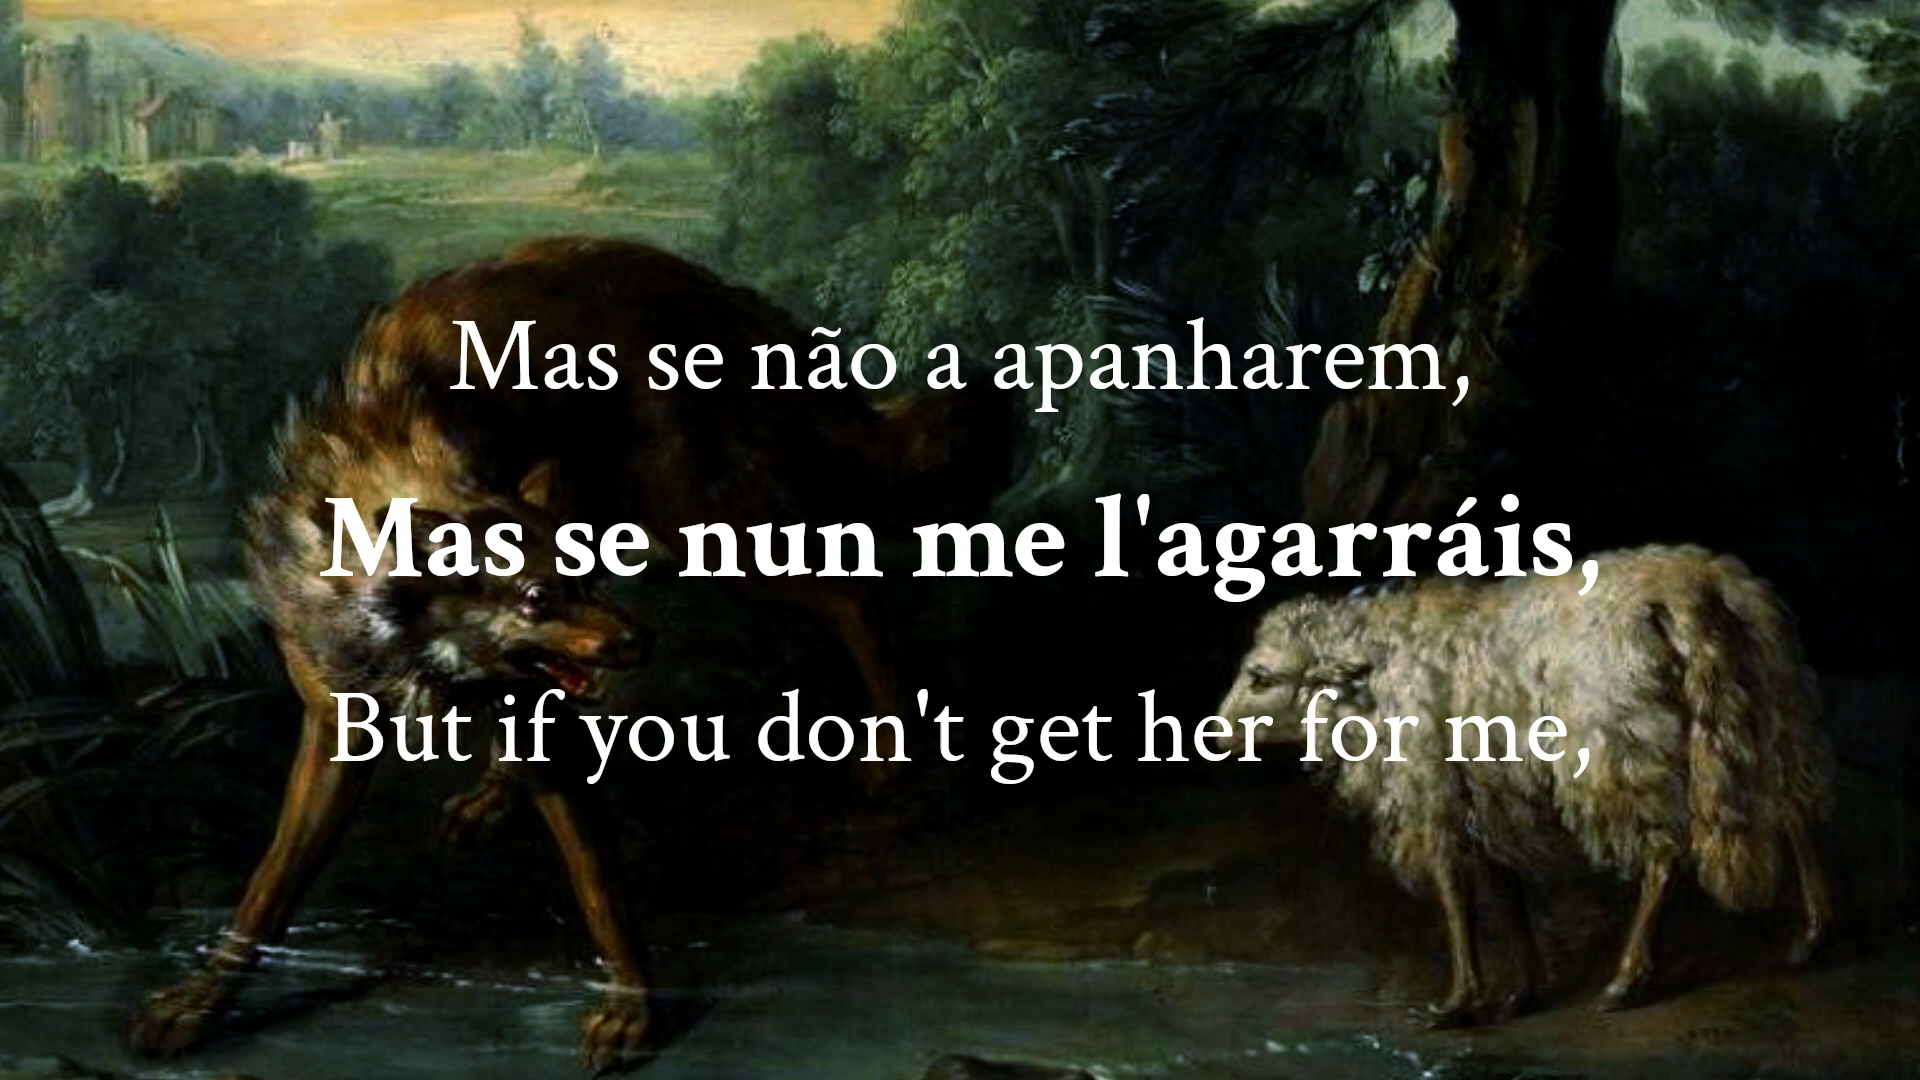 Mas se não a apanharem,
Mas se nun me l'agarráis,
But if you don't get her for me,